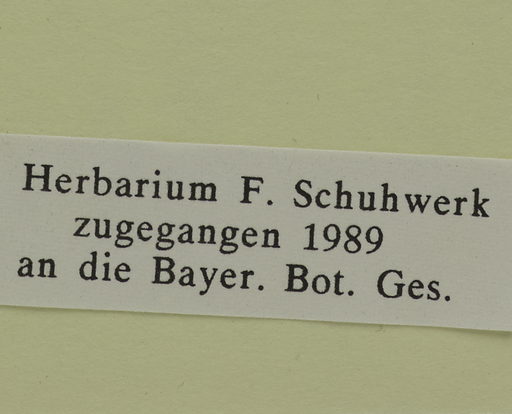 Herbarium F. Schuhwerk
zugegangen 1989
an die Bayer. Bot. Ges.